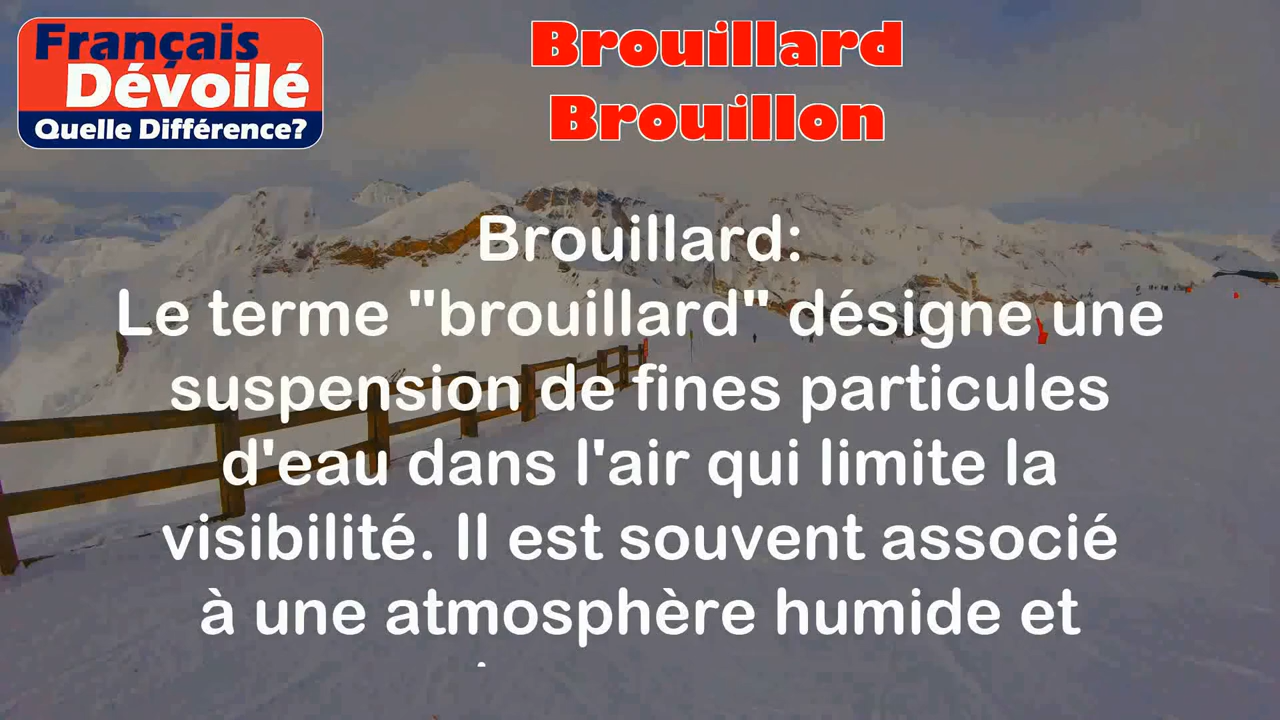 Français
Dévoilé
Quelle Différence?
Brouillard
Brouillon
Brouillard:
Le terme "brouillard" désigne une
suspension de fines particules
d'eau dans l'air qui limite la
visibilité. Il est souvent associé
à une atmosphère humide et